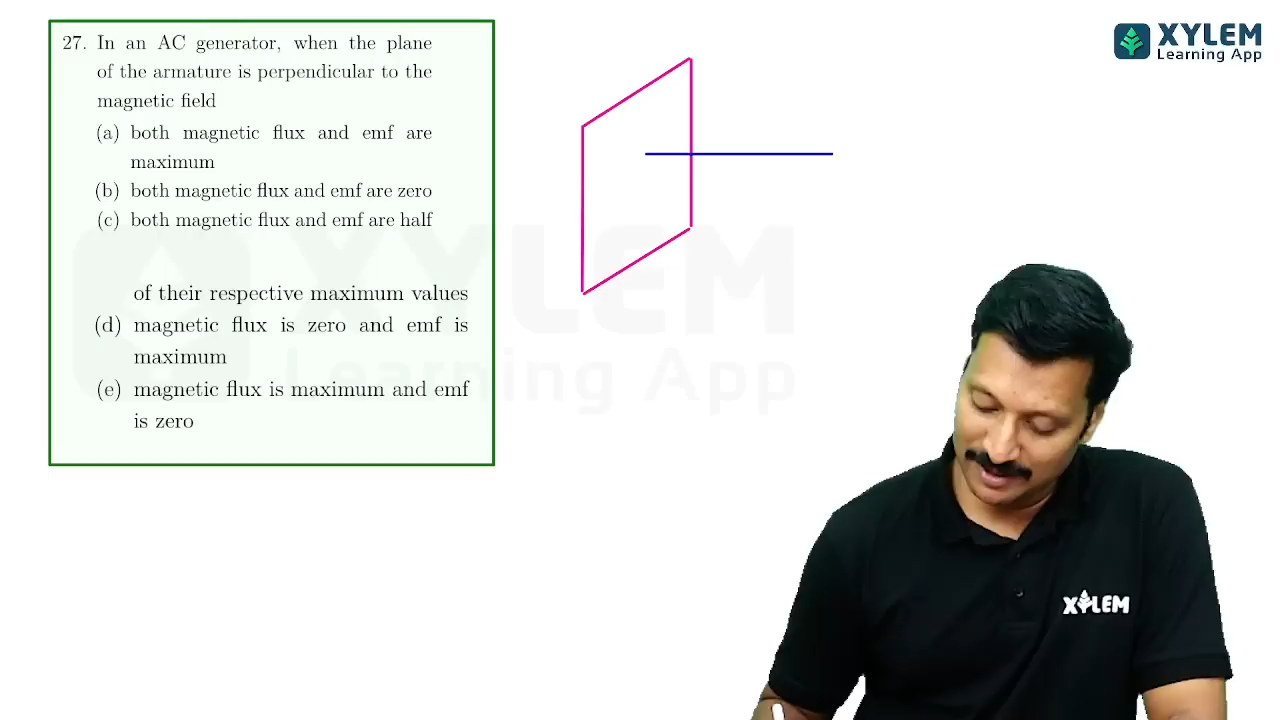 27. In an AC generator, when the plane
of the armature is perpendicular to the
magnetic field
(a) both magnetic flux and emf are
maximum
(b) both magnetic flux and emf are zero
(c) both magnetic flux and emf are half
of their respective maximum values
(d) magnetic flux is zero and emf is
maximum
(e) magnetic flux is maximum and emf
is zero
XYLEM
Learning App
XYLEM
Learning App
XYLEM